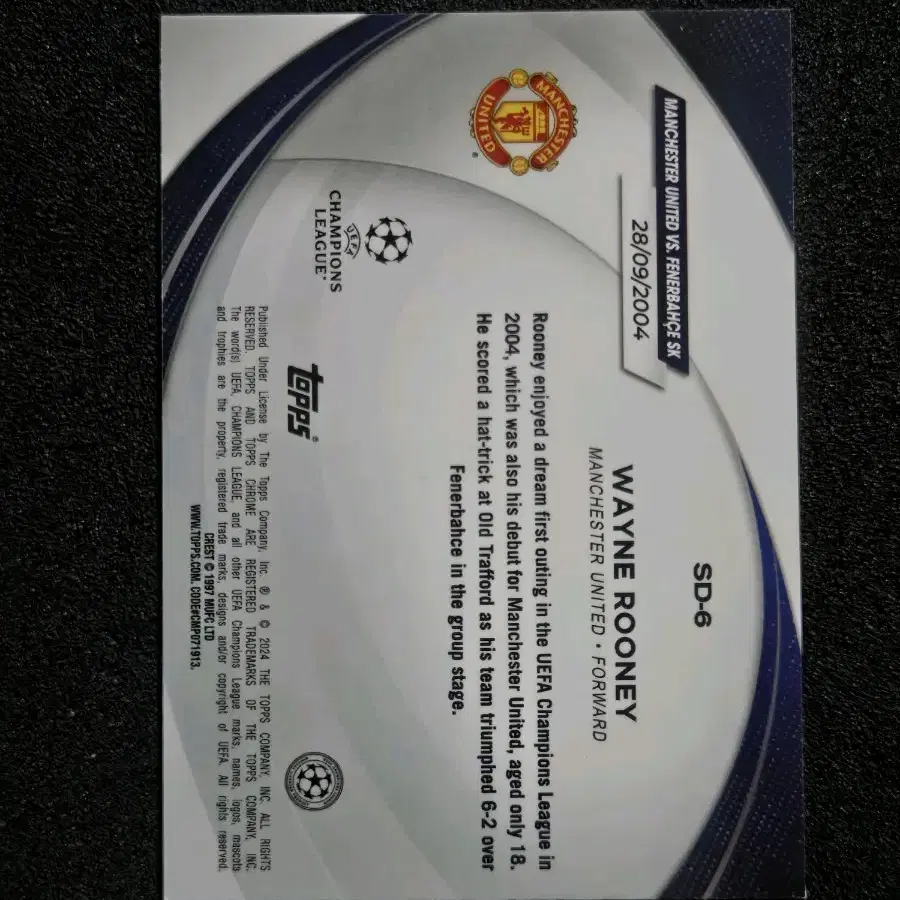 SD-6
MANCHESTER UNITED VS. FENERBAHÇE SK
28/09/2004
WAYNE ROONEY
MANCHESTER UNITED • FORWARD
MANCHESTER
UNITED
®
Rooney enjoyed a dream first outing in the UEFA Champions League in
2004, which was also his debut for Manchester United, aged only 18.
He scored a hat-trick at Old Trafford as his team triumphed 6-2 over
Fenerbahce in the group stage.
UEFA
CHAMPIONS
LEAGUE®
topps®
Published Under License by The Topps Company, Inc. ® & © 2024 THE TOPPS COMPANY, INC. ALL RIGHTS
RESERVED. TOPPS AND TOPPS CHROME ARE REGISTERED TRADEMARKS OF THE TOPPS COMPANY, INC.
The word(s) UEFA, CHAMPIONS LEAGUE, and all other UEFA Champions League marks, names, logos, mascots
and trophies are the property, registered trade marks, designs and/or copyright of UEFA. All rights reserved.
CREST © 1997 MUFC LTD
WWW.TOPPS.COM. CODE#CMP071913.